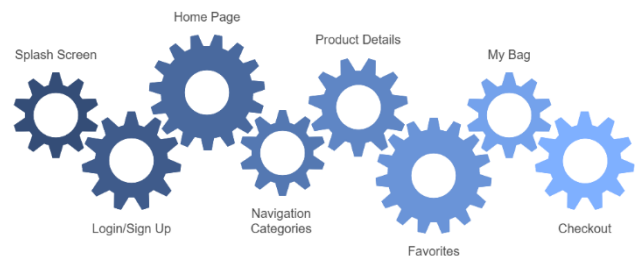 Splash Screen
Login/Sign Up
Home Page
Navigation
Categories
Product Details
Favorites
My Bag
Checkout